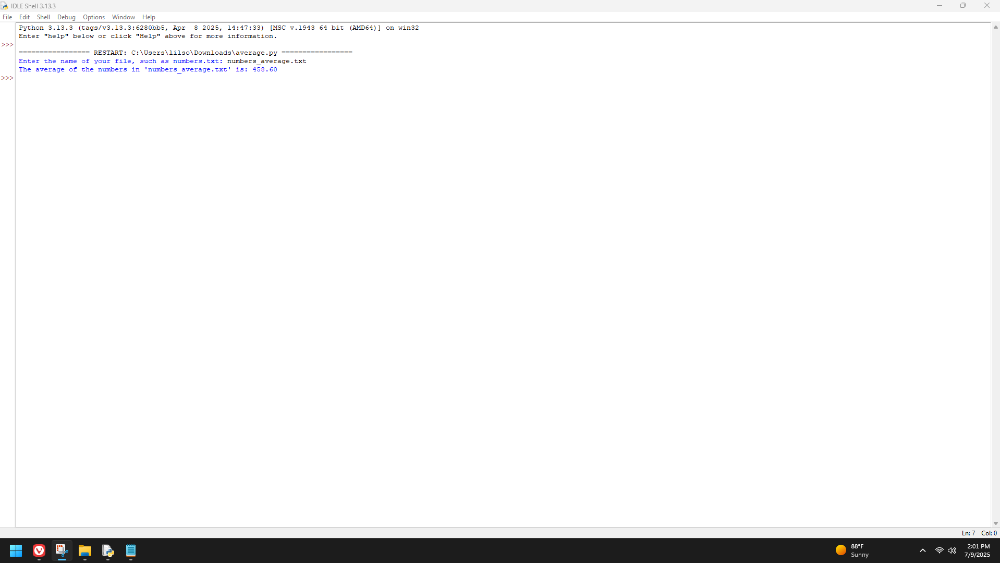 IDLE Shell 3.13.3
File Edit Shell Debug Options Window Help
Python 3.13.3 (tags/v3.13.3:6280bb5, Apr  8 2025, 14:47:33) [MSC v.1943 64 bit (AMD64)] on win32
Enter "help" below or click "Help" above for more information.
>>>
================= RESTART: C:\Users\lilso\Downloads\average.py =================
Enter the name of your file, such as numbers.txt: numbers_average.txt
The average of the numbers in 'numbers_average.txt' is: 458.60
>>>
Ln: 7 Col: 0
88°F
Sunny
2:01 PM
7/9/2025